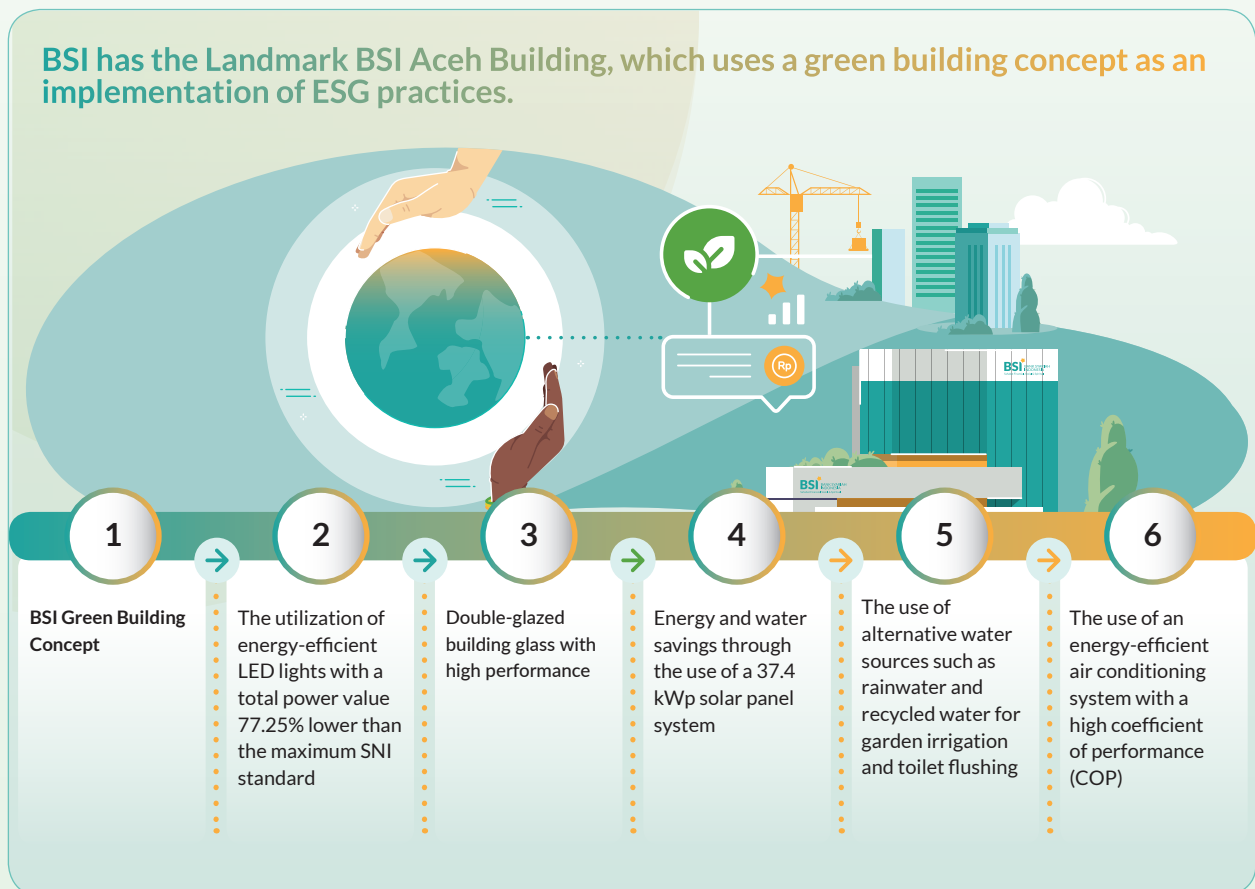 BSI has the Landmark BSI Aceh Building, which uses a green building concept as an
implementation of ESG practices.
Rp
BSI
BSI
1
2
3
4
5
6
BSI Green Building
Concept
The utilization of
energy-efficient
LED lights with a
total power value
77.25% lower than
the maximum SNI
standard
Double-glazed
building glass with
high performance
Energy and water
savings through
the use of a 37.4
kWp solar panel
system
The use of
alternative water
sources such as
rainwater and
recycled water for
garden irrigation
and toilet flushing
The use of an
energy-efficient
air conditioning
system with a
high coefficient
of performance
(COP)